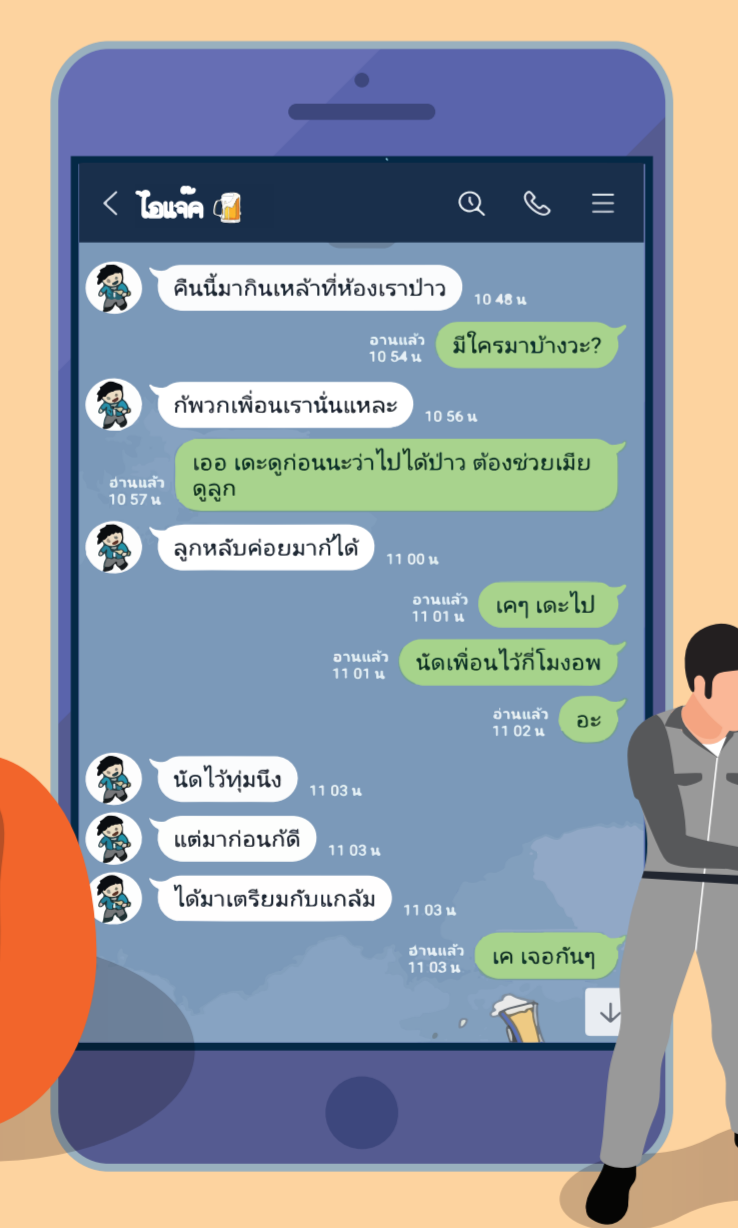 ไอแจ๊ค
คืนนี้มากินเหล้าที่ห้องเราป่าว
10 48 น
มีใครมาบ้างวะ?
อานแล้ว
10 54 น
กัพวกเพื่อนเรานั่นแหละ
10 56 น
เออ เดะดูก่อนนะว่าไปได้ป่าว ต้องช่วยเมีย
ดูลูก
อ่านแล้ว
10 57 น
ลูกหลับค่อยมากัได้
11 00 น
เคๆ เดะไป
อานแล้ว
11 01 น
นัดเพื่อนไว้กี่โมงอพ
อานแล้ว
11 01 น
อะ
อ่านแล้ว
11 02 น
นัดไว้ทุ่มนึง
11 03 น
แต่มาก่อนกัดี
11 03 น
ได้มาเตรียมกับแกล้ม
11 03 น
เค เจอกันๆ
อ่านแล้ว
11 03 น